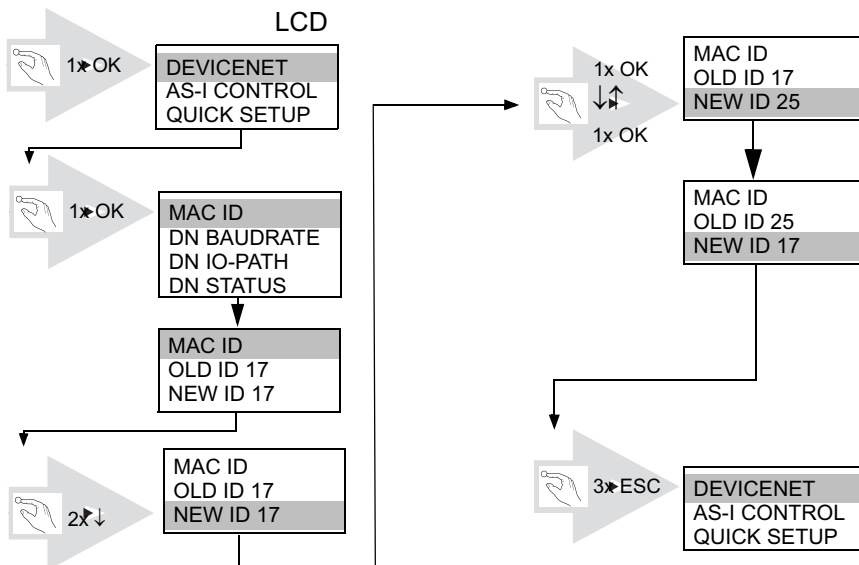 LCD
1x OK
DEVICENET
AS-I CONTROL
QUICK SETUP
1x OK
MAC ID
DN BAUDRATE
DN IO-PATH
DN STATUS
MAC ID
OLD ID 17
NEW ID 17
2x ↓
MAC ID
OLD ID 17
NEW ID 17
1x OK
↓↑
1x OK
MAC ID
OLD ID 17
NEW ID 25
MAC ID
OLD ID 25
NEW ID 17
3x ESC
DEVICENET
AS-I CONTROL
QUICK SETUP